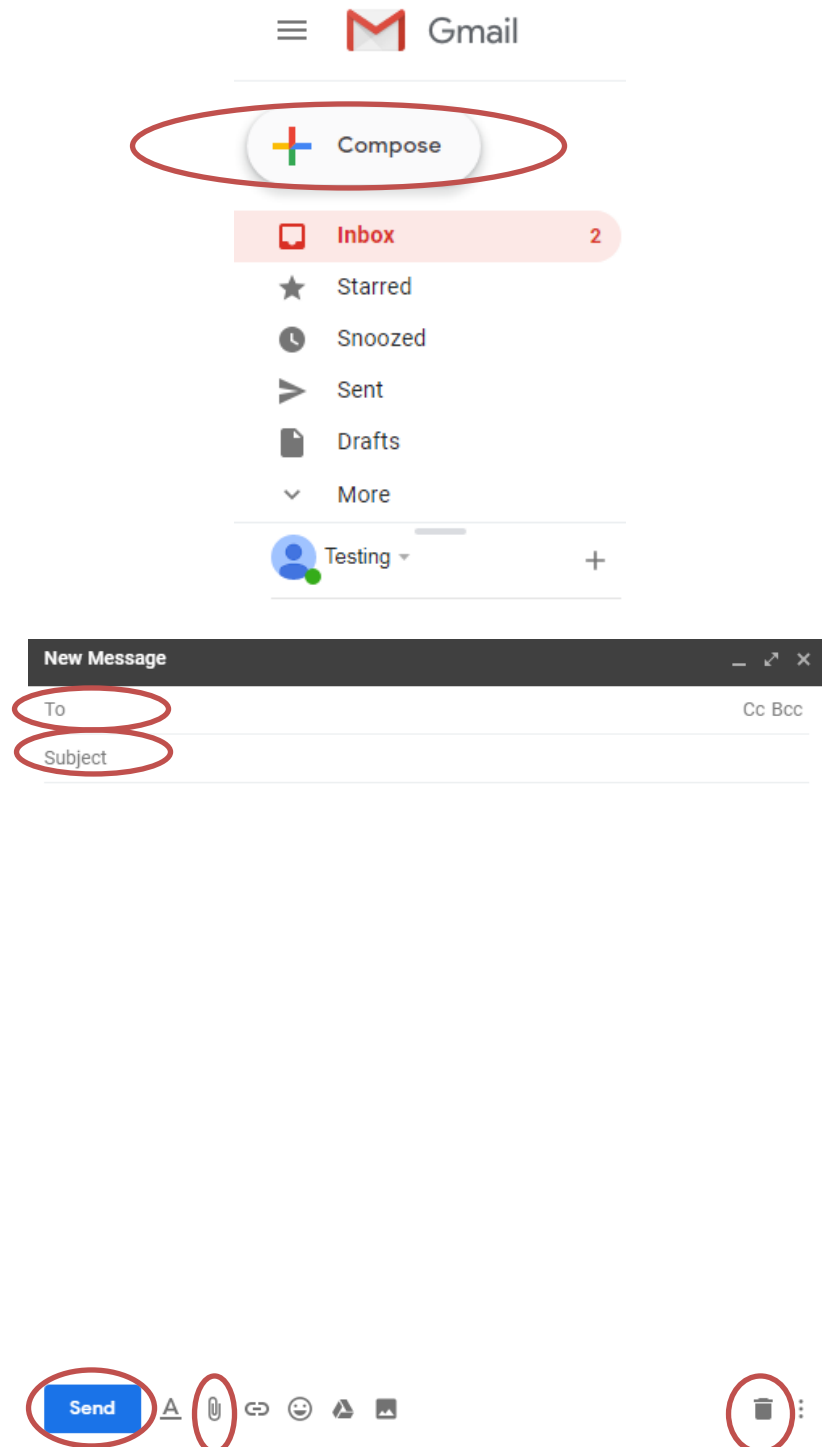 Gmail
Compose
Inbox 2
Starred
Snoozed
Sent
Drafts
More
Testing
New Message
To Cc Bcc
Subject
Send A